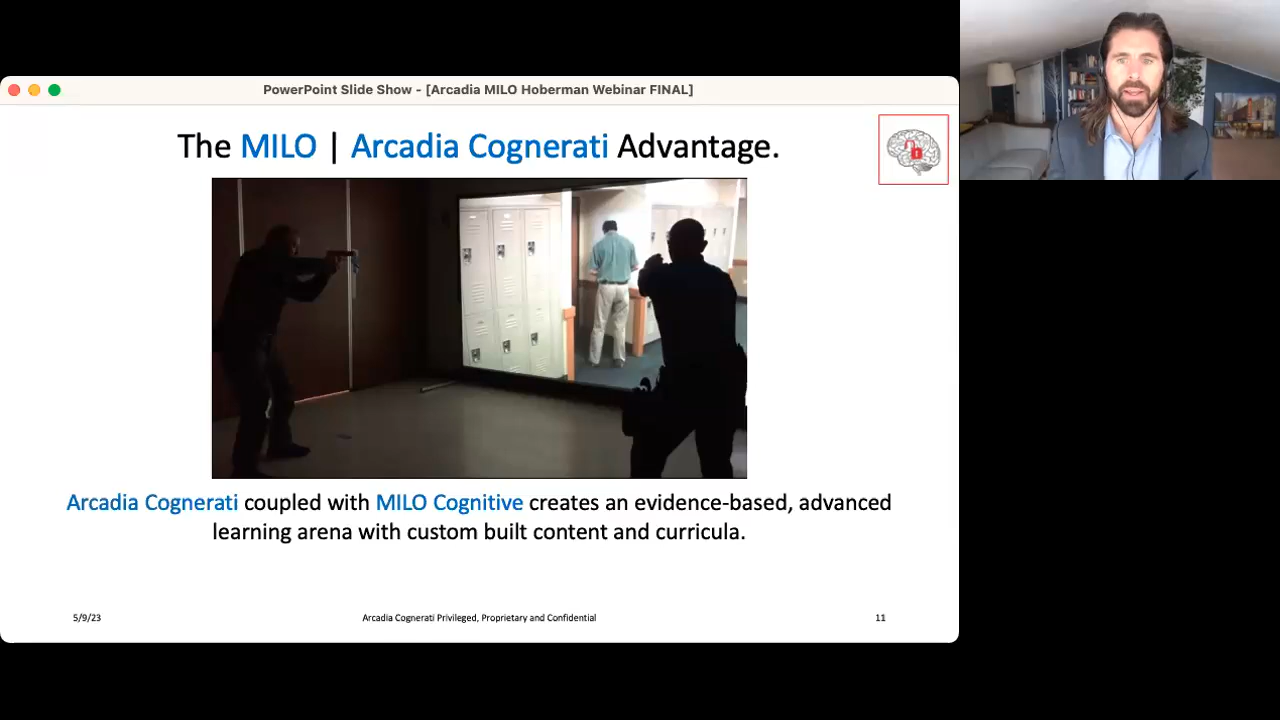 PowerPoint Slide Show - [Arcadia MILO Hoberman Webinar FINAL]
The MILO | Arcadia Cognerati Advantage.
Arcadia Cognerati coupled with MILO Cognitive creates an evidence-based, advanced
learning arena with custom built content and curricula.
5/9/23
Arcadia Cognerati Privileged, Proprietary and Confidential
11